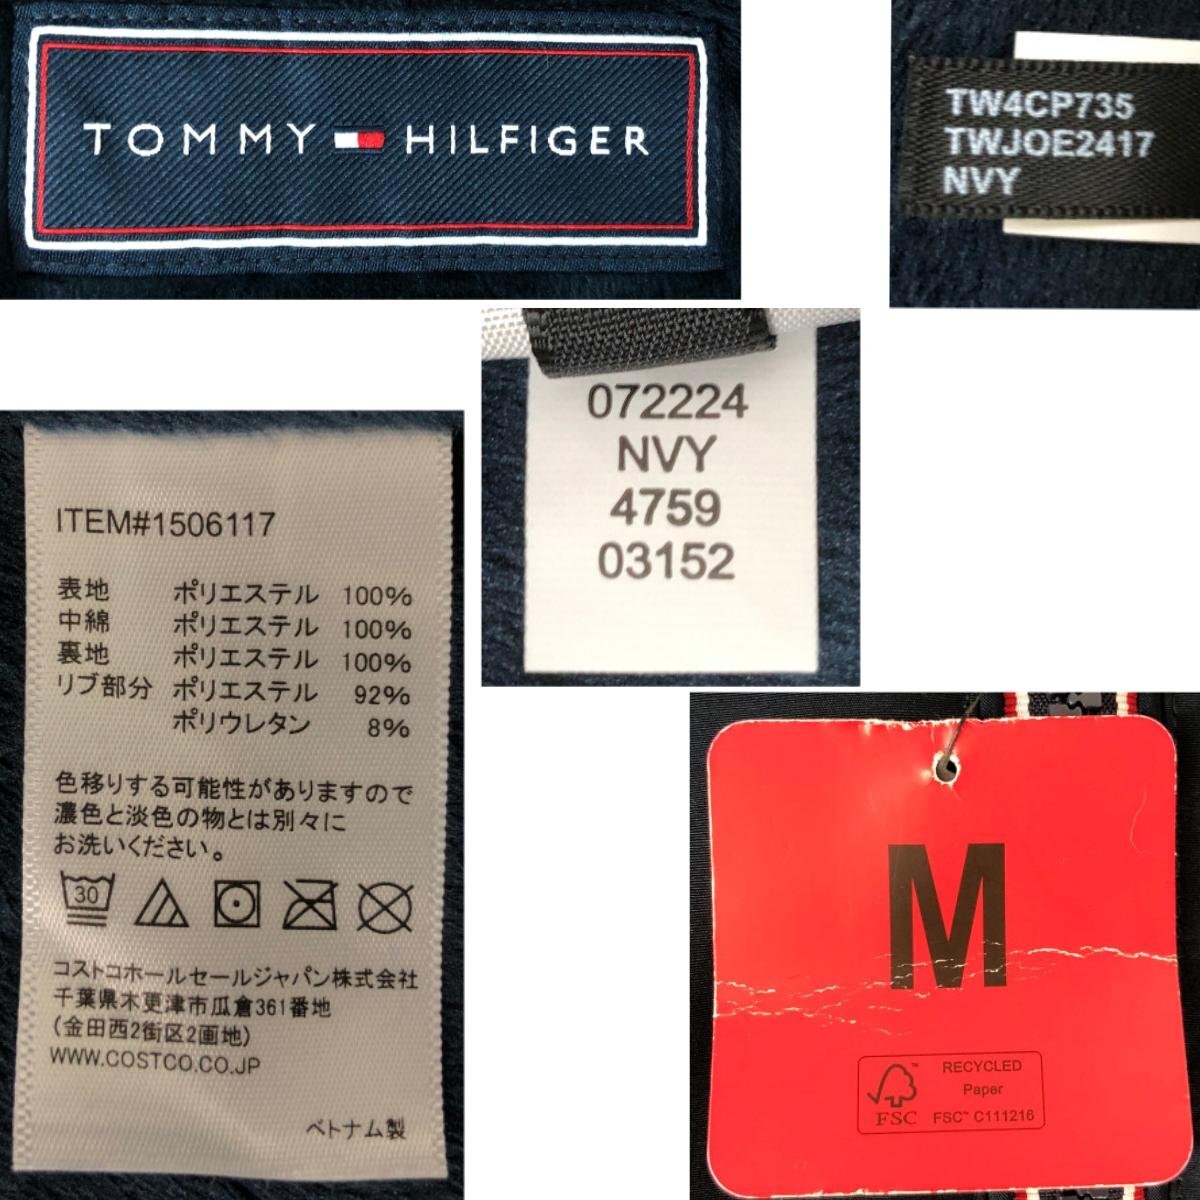 TOMMY HILFIGER
TW4CP735
TWJOE2417
NVY
072224
NVY
4759
03152
ITEM#1506117
表地 ポリエステル 100%
中綿 ポリエステル 100%
裏地 ポリエステル 100%
リブ部分 ポリエステル 92%
ポリウレタン 8%
色移りする可能性がありますので
濃色と淡色の物とは別々に
お洗いください。
30
コストコホールセールジャパン株式会社
千葉県木更津市瓜倉361番地
(金田西2街区2画地)
WWW.COSTCO.CO.JP
ベトナム製
M
RECYCLED
Paper
FSC™ C111216
FSC